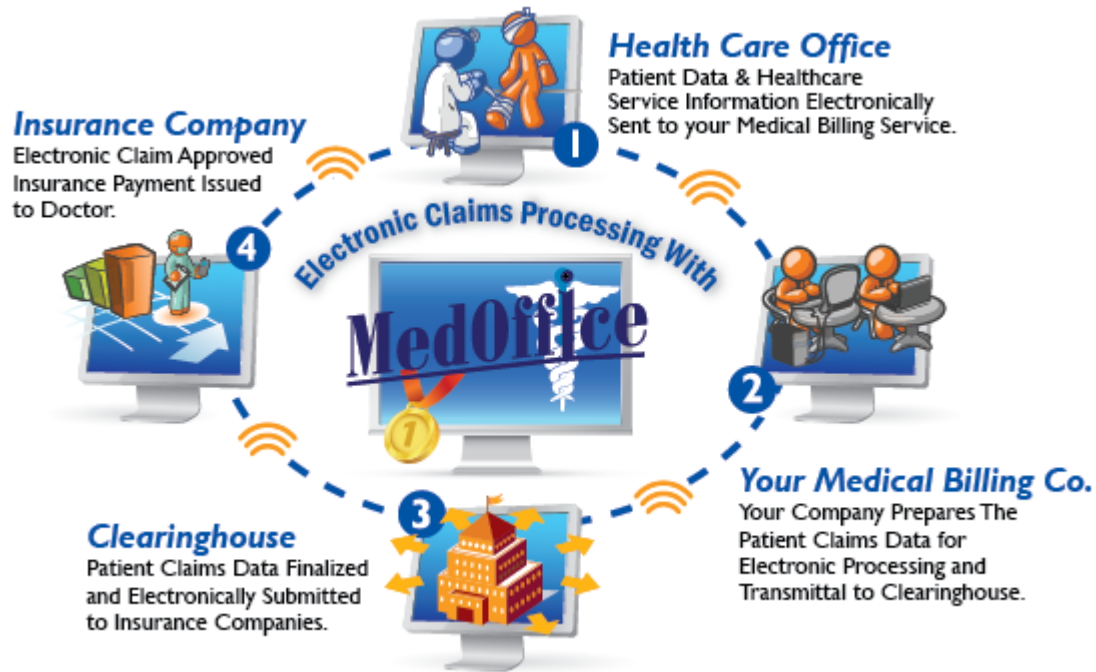 Health Care Office
Patient Data & Healthcare
Service Information Electronically
Sent to your Medical Billing Service.
1
Insurance Company
Electronic Claim Approved
Insurance Payment Issued
to Doctor.
4
Electronic Claims Processing With
MedOffice
1
2
Your Medical Billing Co.
Your Company Prepares The
Patient Claims Data for
Electronic Processing and
Transmittal to Clearinghouse.
3
Clearinghouse
Patient Claims Data Finalized
and Electronically Submitted
to Insurance Companies.